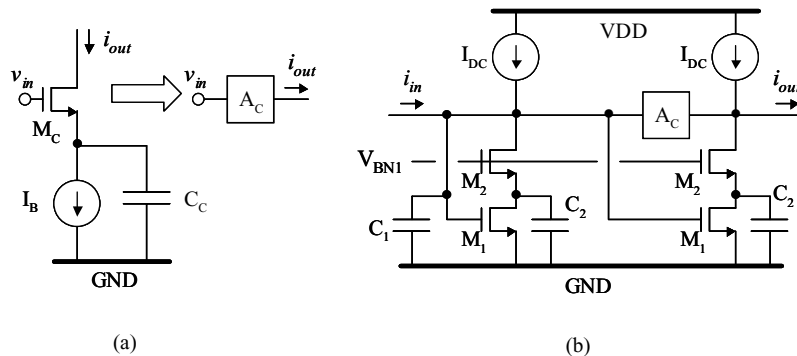 i_out
v_in
M_C
I_B
C_C
GND
(a)
v_in
A_C
i_out
VDD
I_DC
I_DC
i_in
i_out
A_C
V_BN1
M_2
M_2
C_1
M_1
C_2
M_1
C_2
GND
(b)